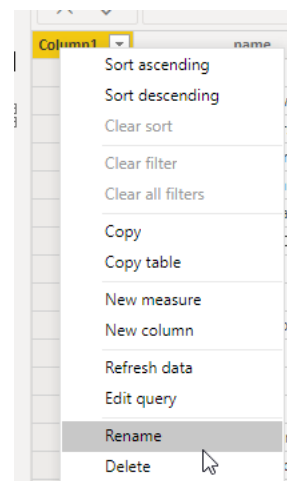 Column1 name
Sort ascending
Sort descending
Clear sort
Clear filter
Clear all filters
Copy
Copy table
New measure
New column
Refresh data
Edit query
Rename
Delete